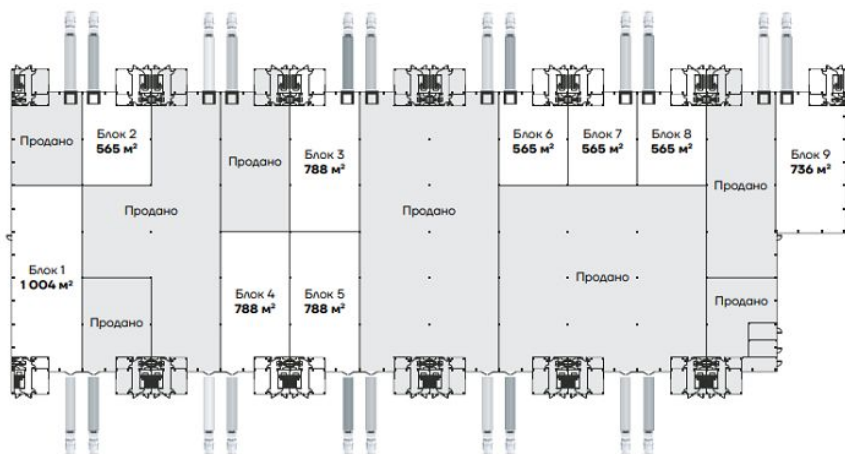 Продано
Блок 2
565 м²
Продано
Продано
Блок 3
788 м²
Продано
Блок 6
565 м²
Блок 7
565 м²
Блок 8
565 м²
Продано
Блок 9
736 м²
Блок 1
1 004 м²
Продано
Блок 4
788 м²
Блок 5
788 м²
Продано
Продано